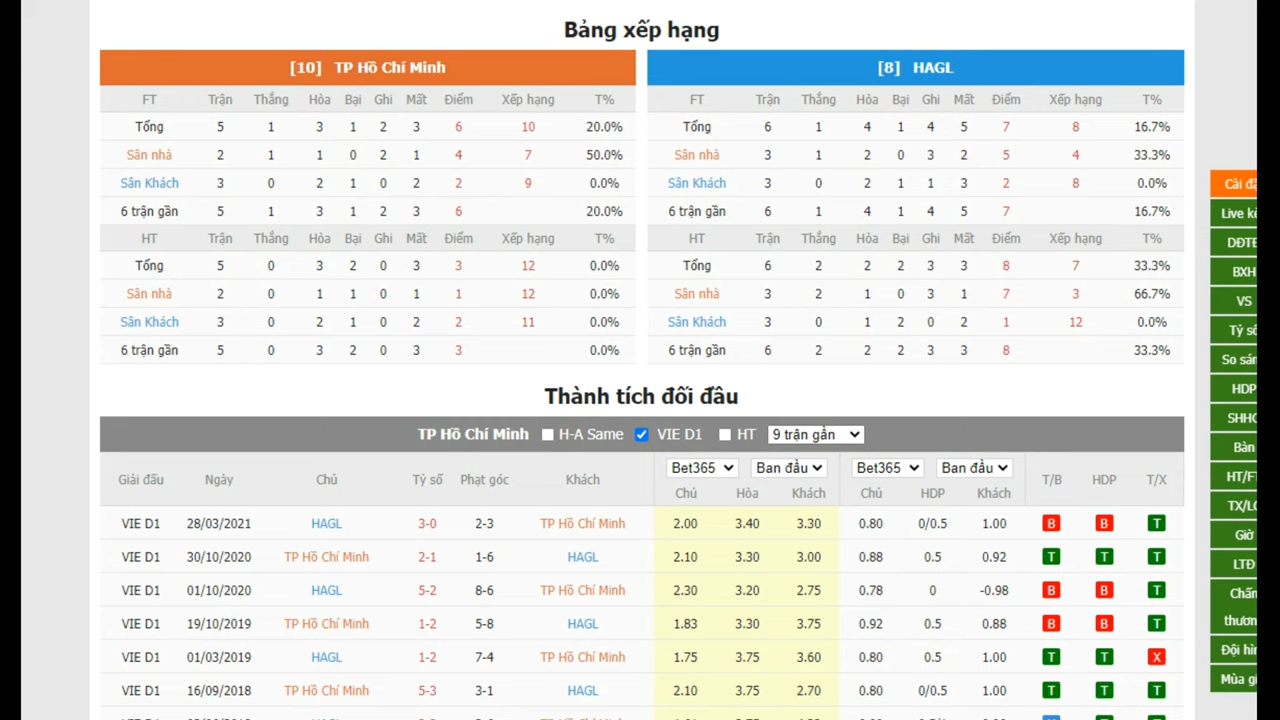 Bảng xếp hạng
[10] TP Hồ Chí Minh [8] HAGL
FT Trận Thắng Hòa Bại Ghi Mất Điểm Xếp hạng T% FT Trận Thắng Hòa Bại Ghi Mất Điểm Xếp hạng T%
Tổng 5 1 3 1 2 3 6 10 20.0% Tổng 6 1 4 1 4 5 7 8 16.7%
Sân nhà 2 1 1 0 2 1 4 7 50.0% Sân nhà 3 1 2 0 3 2 5 4 33.3%
Sân Khách 3 0 2 1 0 2 2 9 0.0% Sân Khách 3 0 2 1 1 3 2 8 0.0%
6 trận gần 5 1 3 1 2 3 6 20.0% 6 trận gần 6 1 4 1 4 5 7 16.7%
HT Trận Thắng Hòa Bại Ghi Mất Điểm Xếp hạng T% HT Trận Thắng Hòa Bại Ghi Mất Điểm Xếp hạng T%
Tổng 5 0 3 2 0 3 3 12 0.0% Tổng 6 2 2 2 3 3 8 7 33.3%
Sân nhà 2 0 1 1 0 1 1 12 0.0% Sân nhà 3 2 1 0 3 1 7 3 66.7%
Sân Khách 3 0 2 1 0 2 2 11 0.0% Sân Khách 3 0 1 2 0 2 1 12 0.0%
6 trận gần 5 0 3 2 0 3 3 0.0% 6 trận gần 6 2 2 2 3 3 8 33.3%
Thành tích đối đầu
TP Hồ Chí Minh H-A Same VIE D1 HT 9 trận gần
Bet365 Ban đầu Bet365 Ban đầu
Giải đấu Ngày Chủ Tỷ số Phạt góc Khách Chủ Hòa Khách Chủ HDP Khách T/B HDP T/X
VIE D1 28/03/2021 HAGL 3-0 2-3 TP Hồ Chí Minh 2.00 3.40 3.30 0.80 0/0.5 1.00 B B T
VIE D1 30/10/2020 TP Hồ Chí Minh 2-1 1-6 HAGL 2.10 3.30 3.00 0.88 0.5 0.92 T T T
VIE D1 01/10/2020 HAGL 5-2 8-6 TP Hồ Chí Minh 2.30 3.20 2.75 0.78 0 -0.98 B B T
VIE D1 19/10/2019 TP Hồ Chí Minh 1-2 5-8 HAGL 1.83 3.30 3.75 0.92 0.5 0.88 B B T
VIE D1 01/03/2019 HAGL 1-2 7-4 TP Hồ Chí Minh 1.75 3.75 3.60 0.80 0.5 1.00 T T X
VIE D1 16/09/2018 TP Hồ Chí Minh 5-3 3-1 HAGL 2.10 3.75 2.70 0.80 0/0.5 1.00 T T T
Cài
Live
BXH
VS
Tỷ
So
HDP
Bàn
HT/F
Giờ
LTĐ
Đội
Mùa